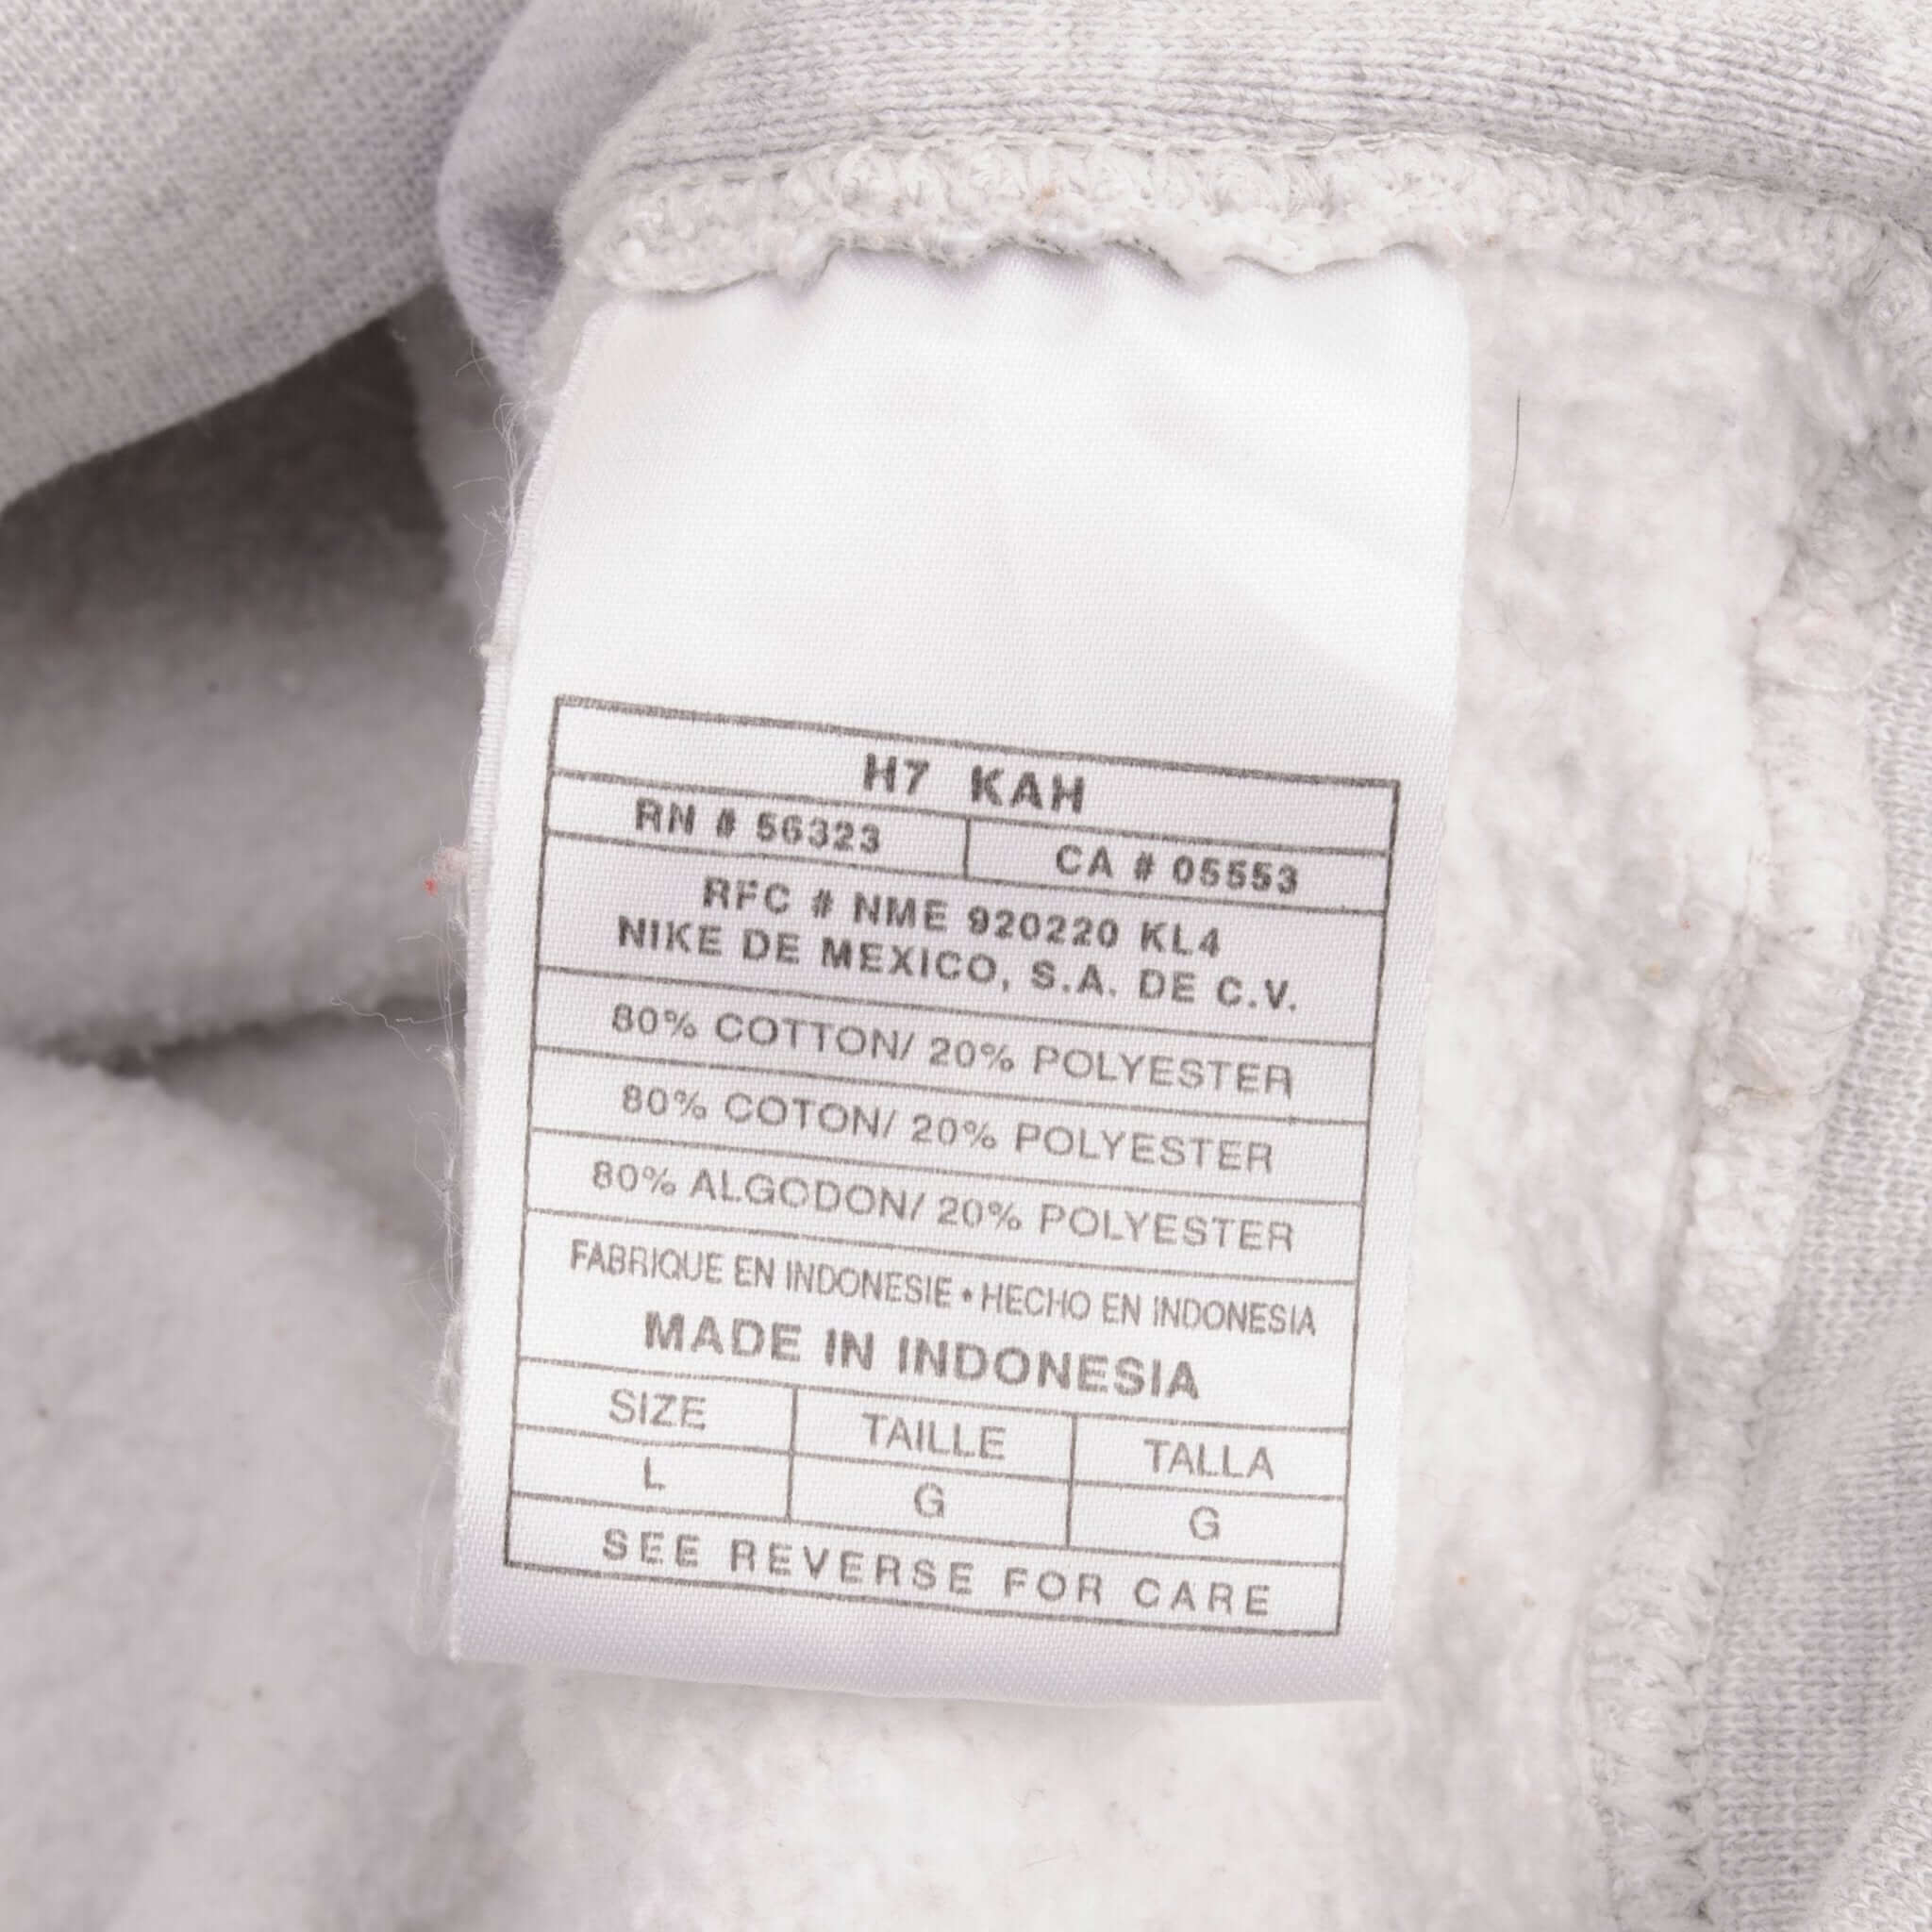 H7 KAH
RN # 56323 CA # 05553
RFC # NME 920220 KL4
NIKE DE MEXICO, S.A. DE C.V.
80% COTTON/ 20% POLYESTER
80% COTON/ 20% POLYESTER
80% ALGODON/ 20% POLYESTER
FABRIQUE EN INDONESIE • HECHO EN INDONESIA
MADE IN INDONESIA
SIZE TAILLE TALLA
L G G
SEE REVERSE FOR CARE